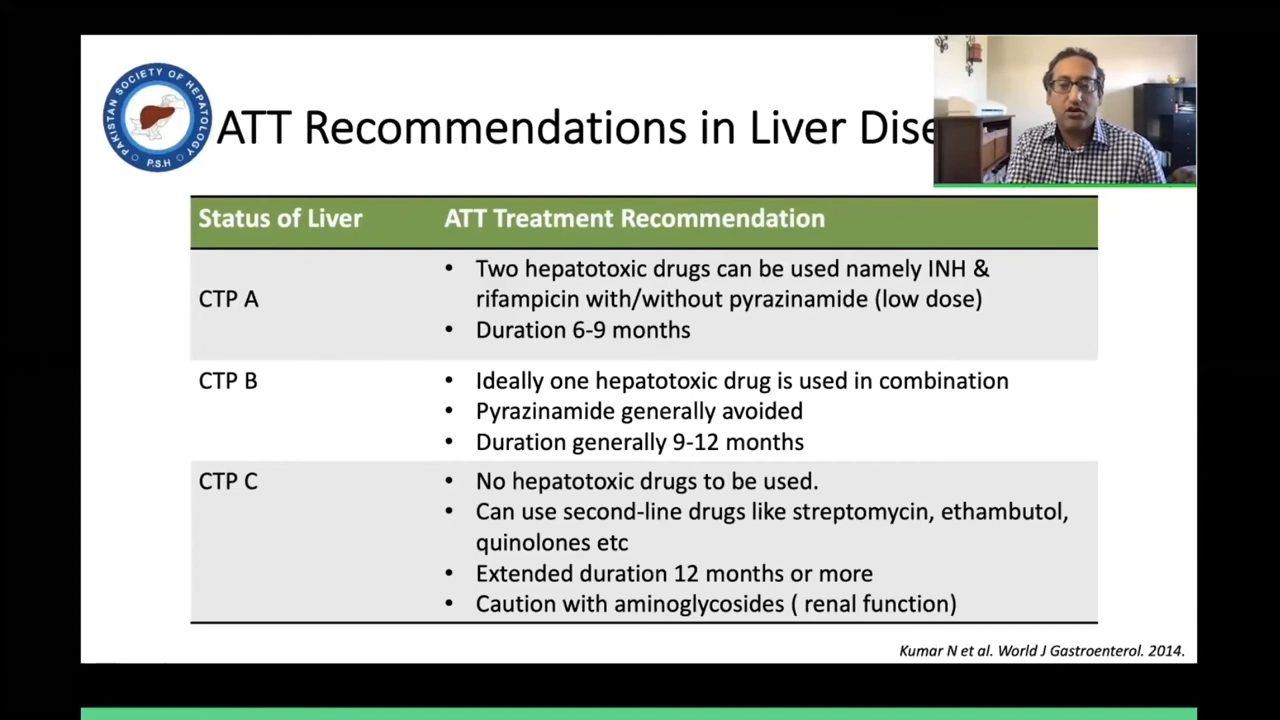 PAKISTAN SOCIETY OF HEPATOLOGY
P.S.H
ATT Recommendations in Liver Dise
Status of Liver ATT Treatment Recommendation
CTP A
• Two hepatotoxic drugs can be used namely INH &
rifampicin with/without pyrazinamide (low dose)
• Duration 6-9 months
CTP B
• Ideally one hepatotoxic drug is used in combination
• Pyrazinamide generally avoided
• Duration generally 9-12 months
CTP C
• No hepatotoxic drugs to be used.
• Can use second-line drugs like streptomycin, ethambutol,
quinolones etc
• Extended duration 12 months or more
• Caution with aminoglycosides ( renal function)
Kumar N et al. World J Gastroenterol. 2014.